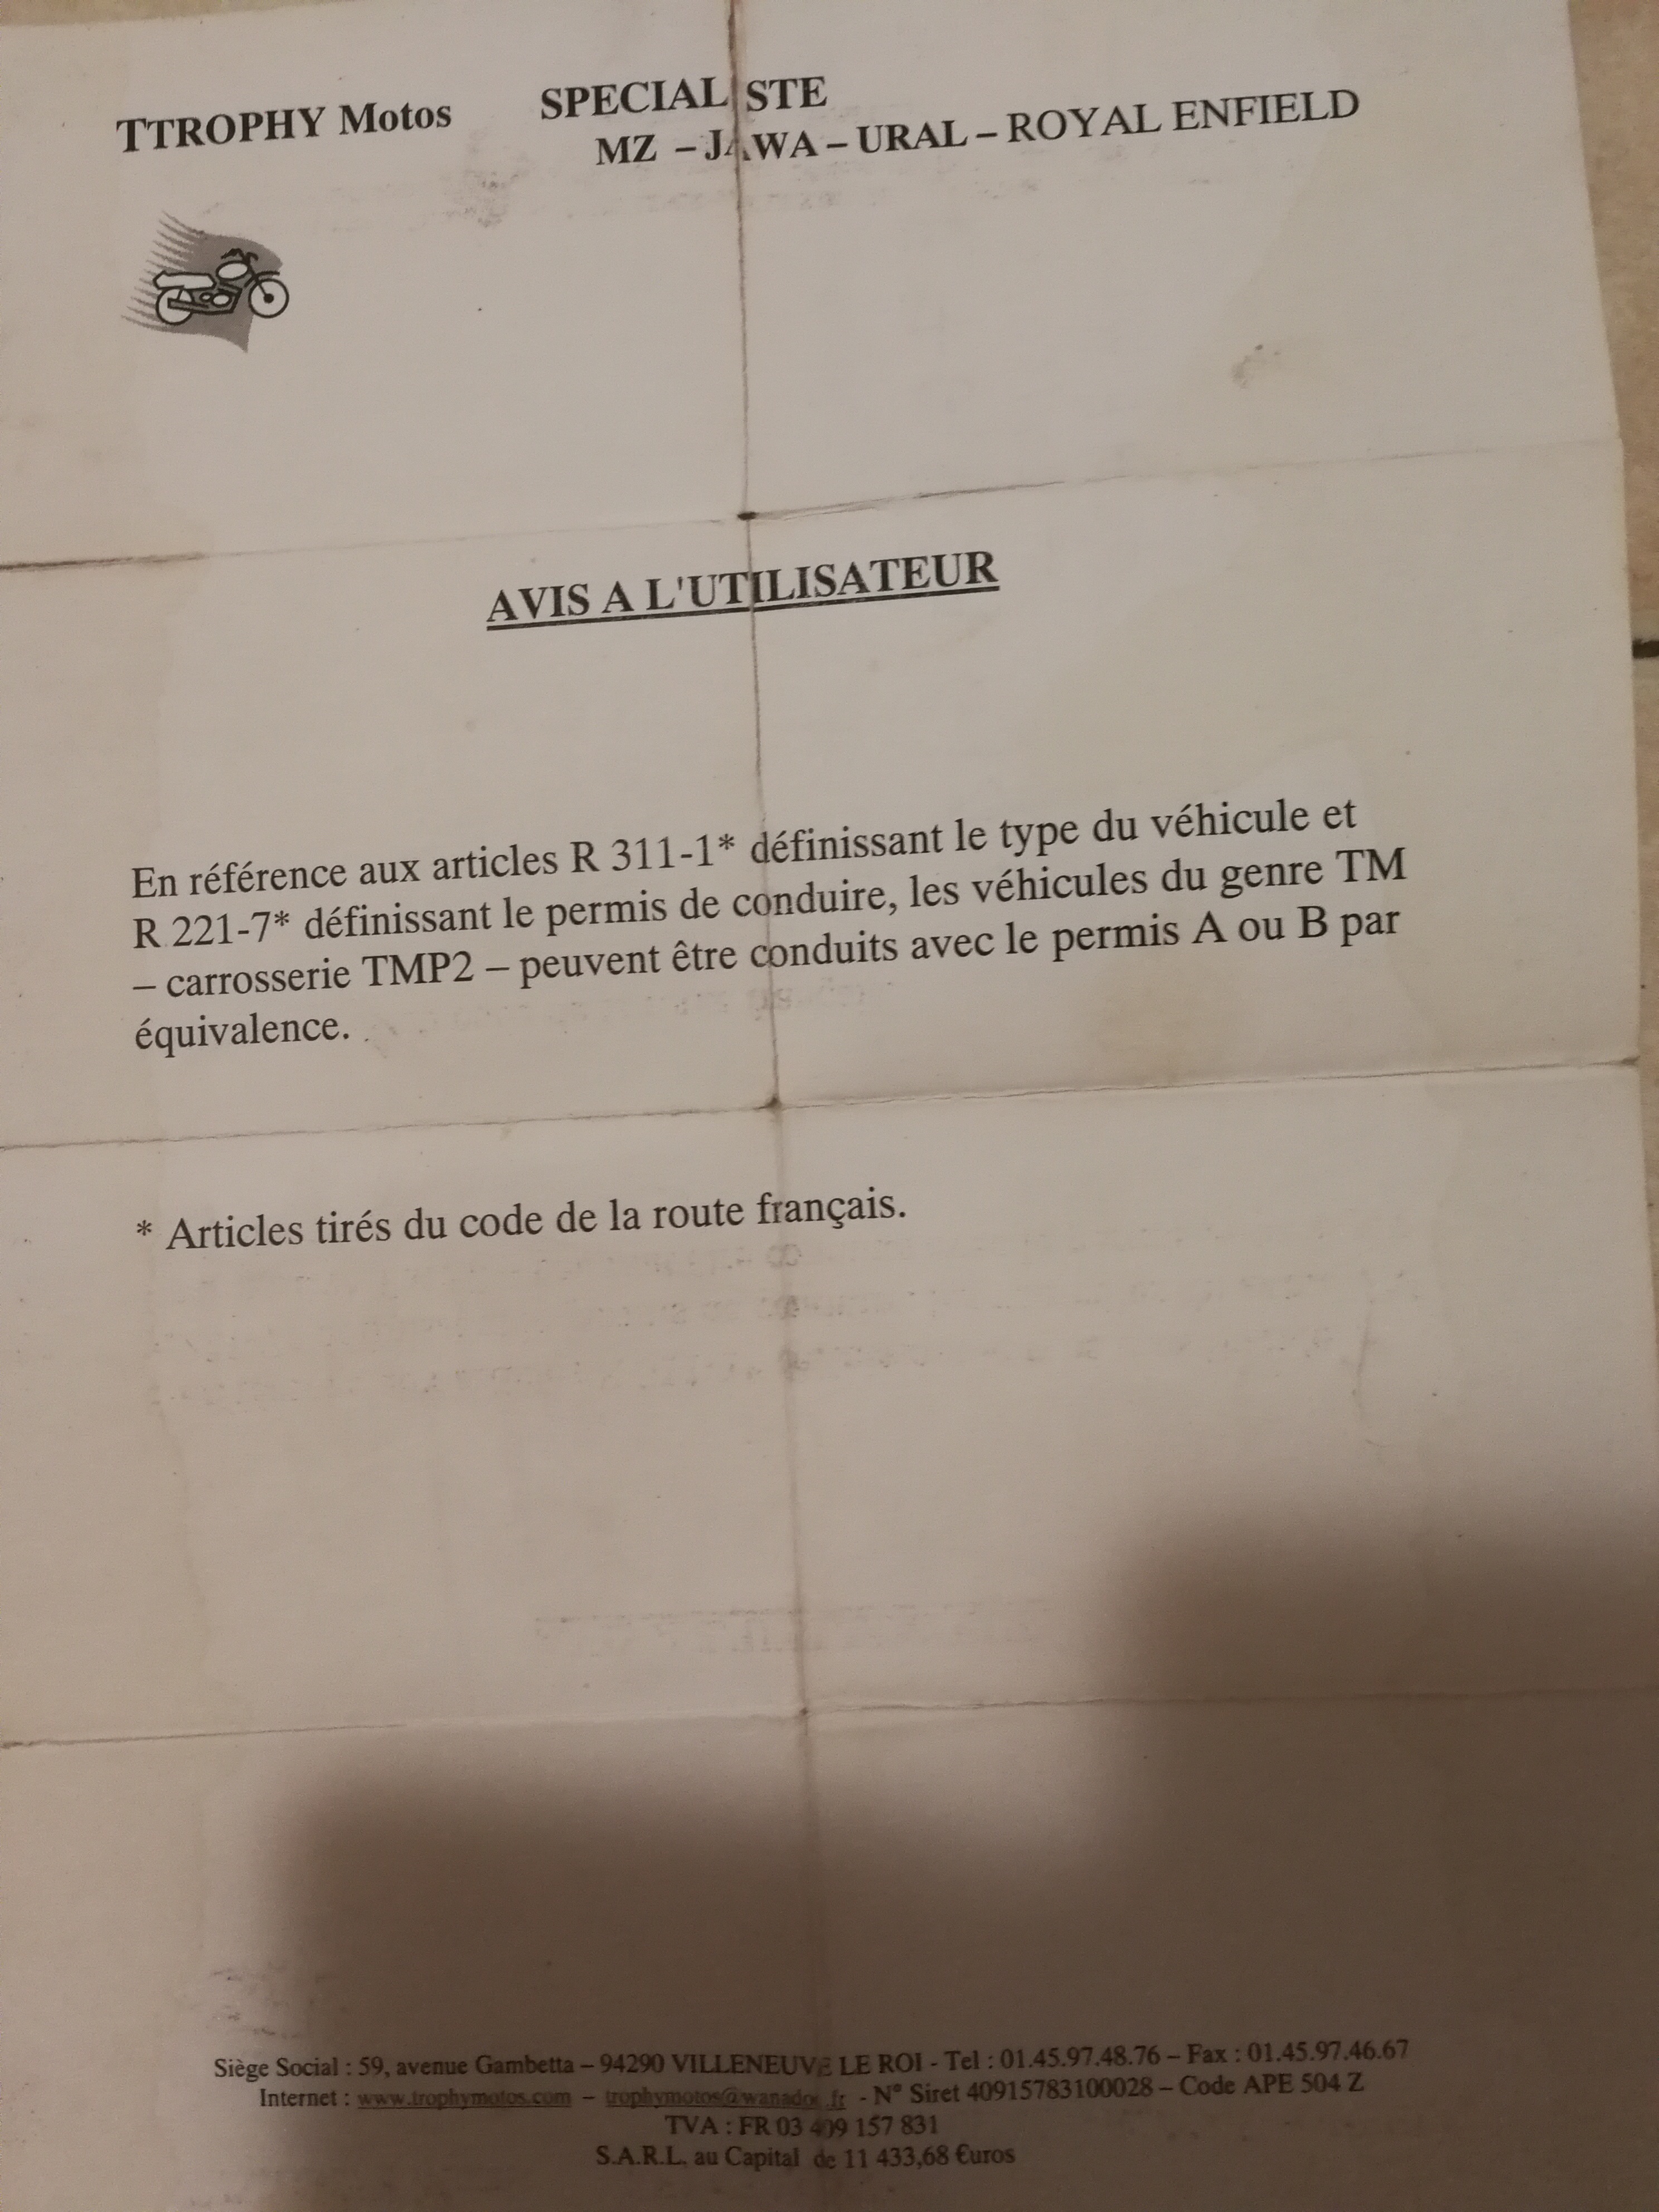 TTROPHY Motos SPECIALISTE
MZ – JAWA – URAL – ROYAL ENFIELD
AVIS A L'UTILISATEUR
En référence aux articles R 311-1* définissant le type du véhicule et
R 221-7* définissant le permis de conduire, les véhicules du genre TM
– carrosserie TMP2 – peuvent être conduits avec le permis A ou B par
équivalence.
* Articles tirés du code de la route français.
Siège Social : 59, avenue Gambetta – 94290 VILLENEUVE LE ROI - Tel : 01.45.97.48.76 – Fax : 01.45.97.46.67
Internet : www.trophymotos.com – trophymotos@wanadoo.fr - N° Siret 40915783100028 – Code APE 504 Z
TVA : FR 03 409 157 831
S.A.R.L. au Capital de 11 433,68 €uros